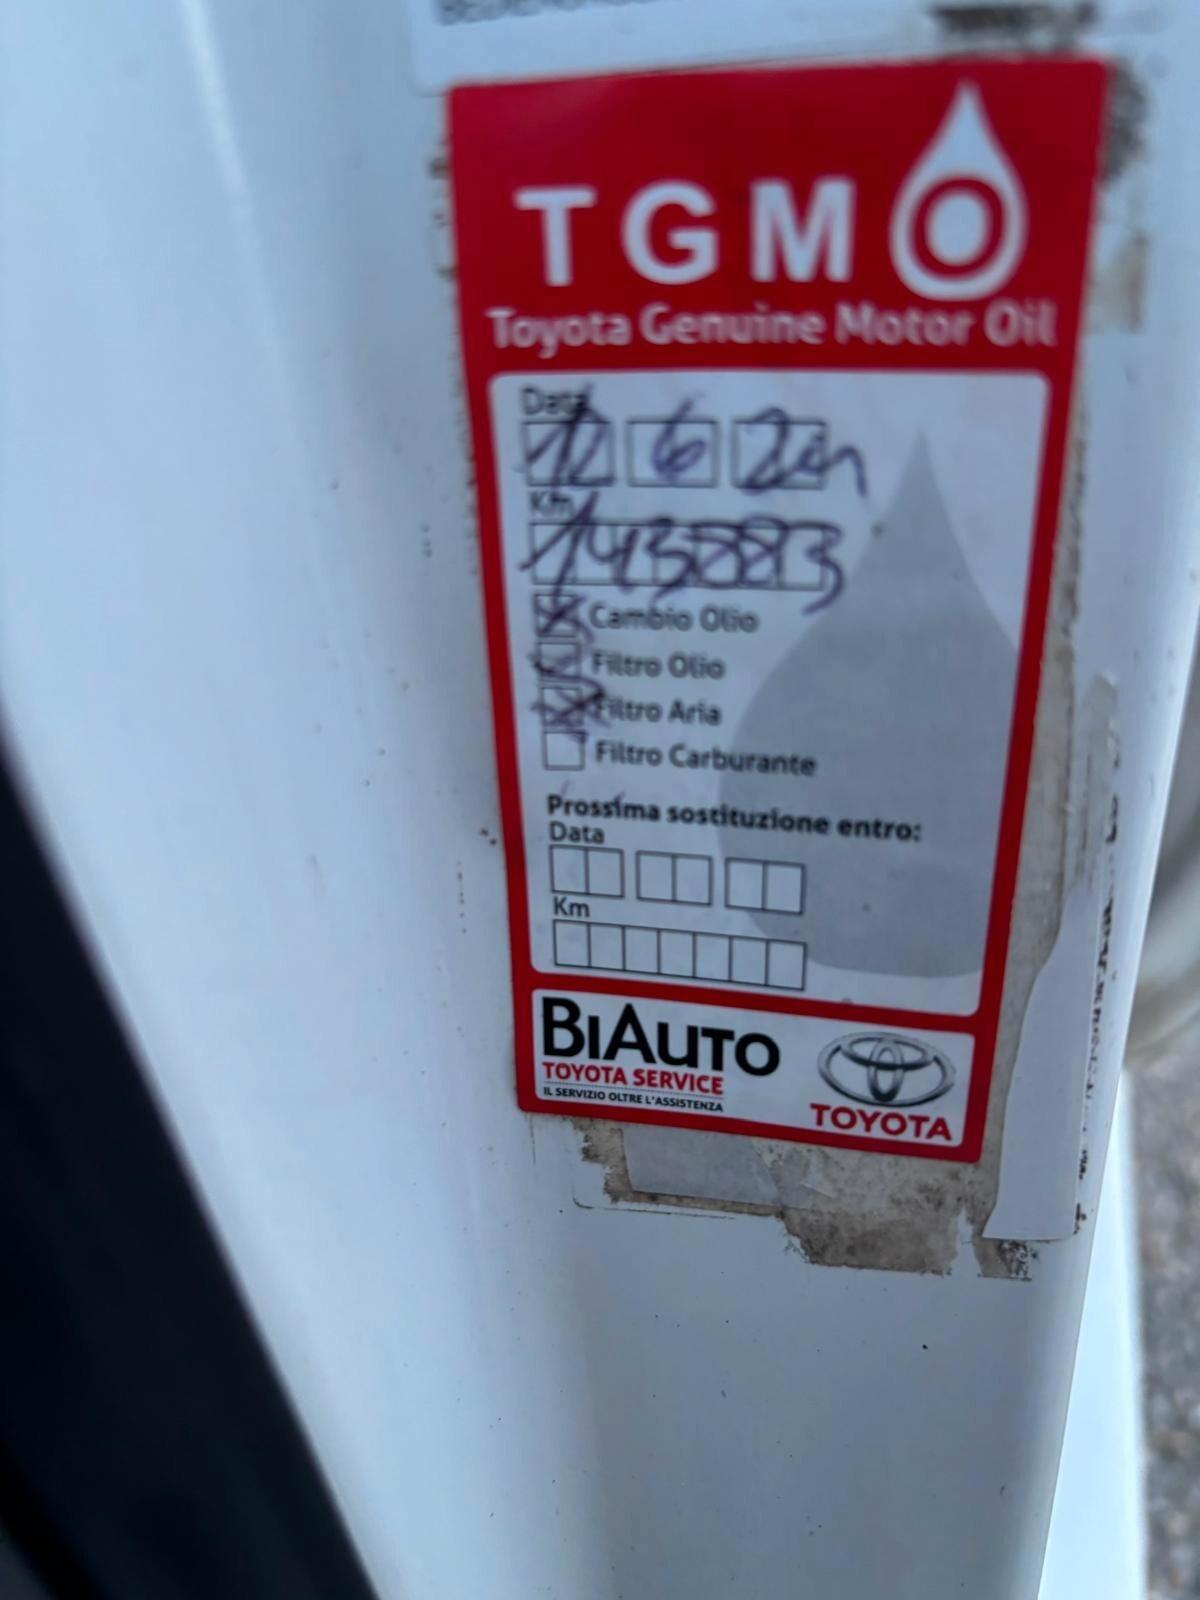 TGMO
Toyota Genuine Motor Oil
Data
12 6 24
Km
143883
Cambio Olio
Filtro Olio
Filtro Aria
Filtro Carburante
Prossima sostituzione entro:
Data
Km
BiAuto
TOYOTA SERVICE
IL SERVIZIO OLTRE L'ASSISTENZA
TOYOTA